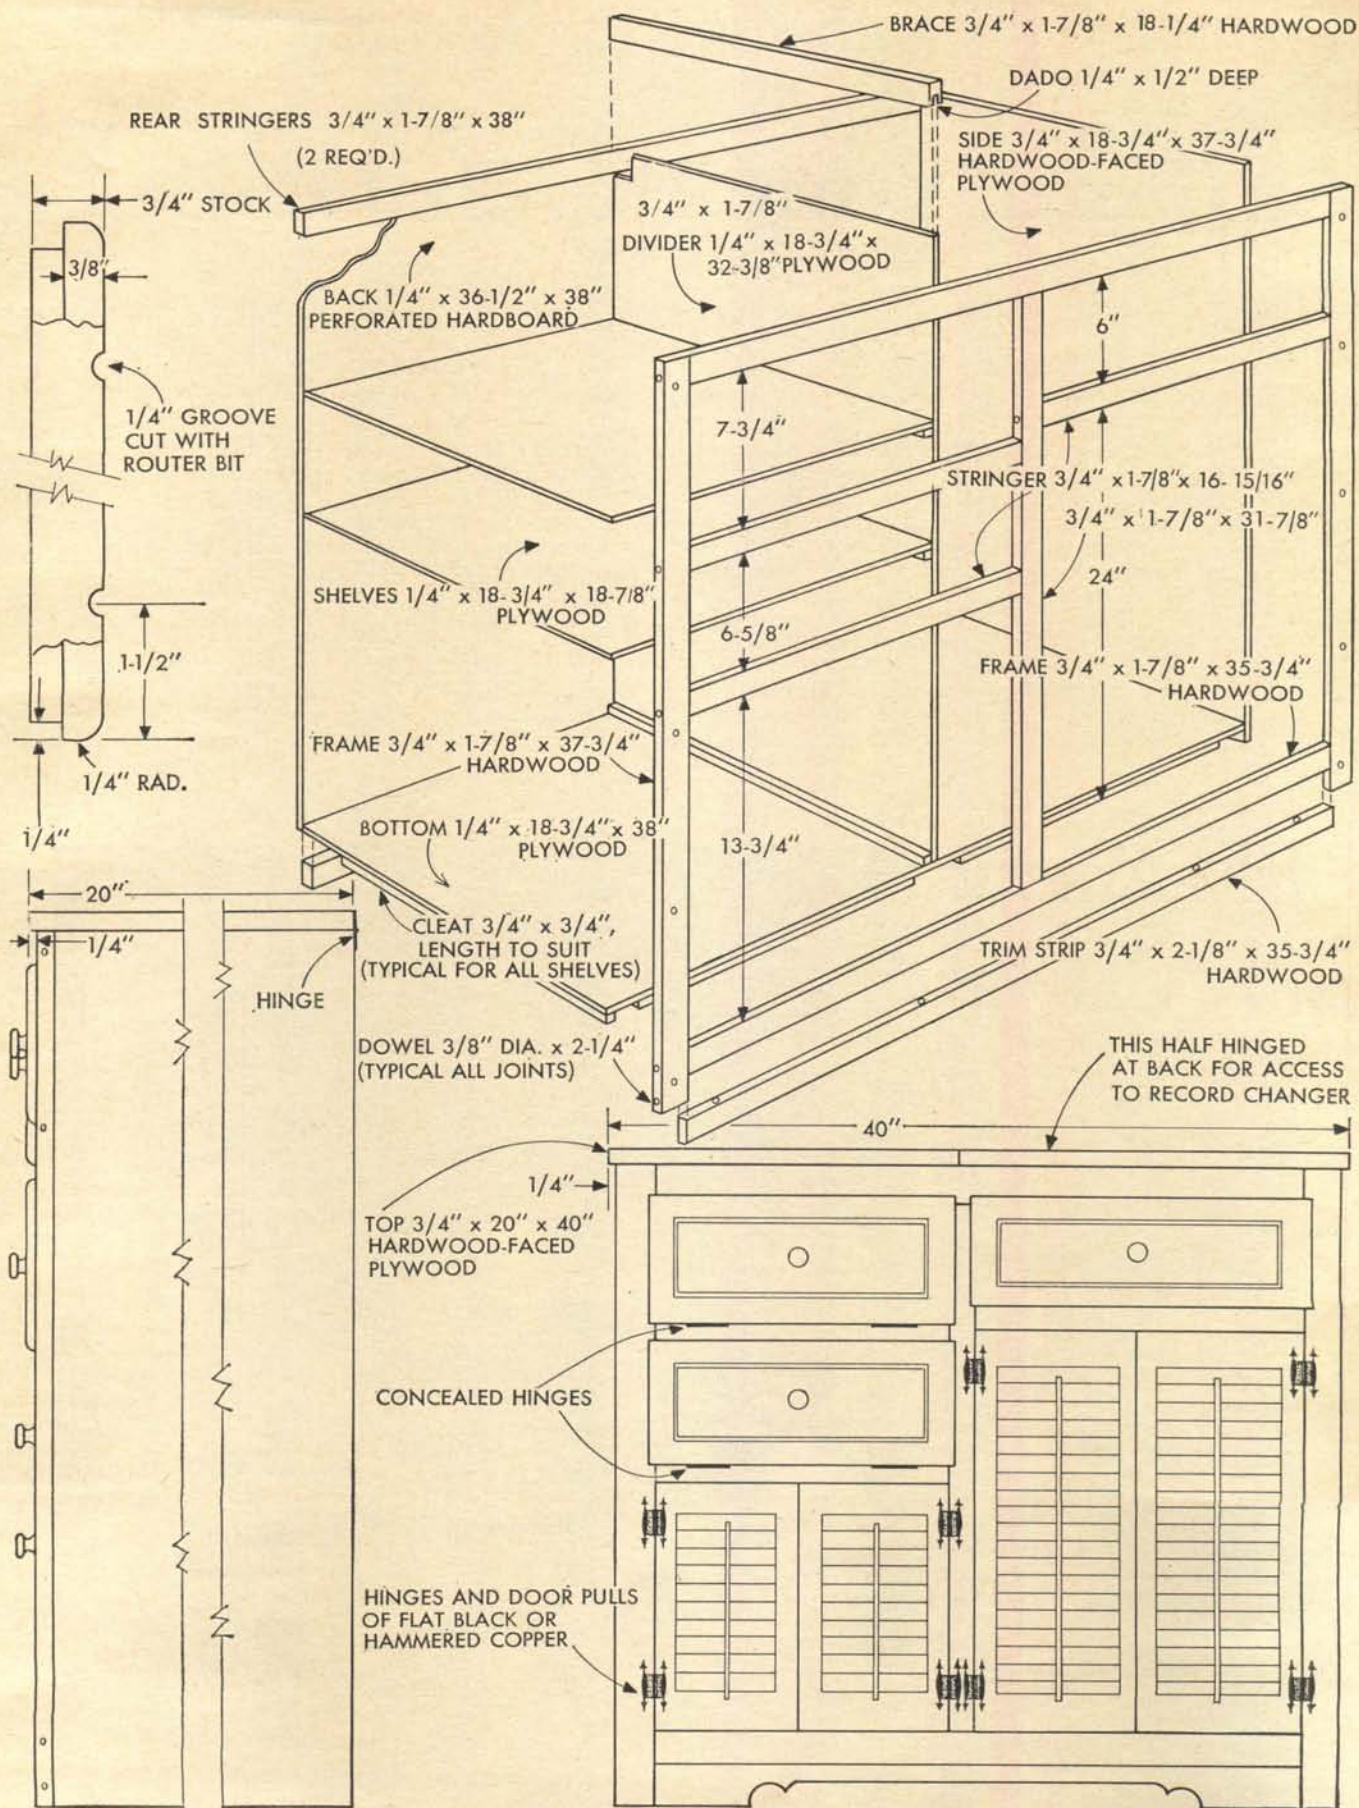 BRACE 3/4" x 1-7/8" x 18-1/4" HARDWOOD
DADO 1/4" x 1/2" DEEP
REAR STRINGERS 3/4" x 1-7/8" x 38"
(2 REQ'D.)
SIDE 3/4" x 18-3/4" x 37-3/4"
HARDWOOD-FACED
PLYWOOD
3/4" STOCK
3/8"
3/4" x 1-7/8"
DIVIDER 1/4" x 18-3/4" x
32-3/8" PLYWOOD
BACK 1/4" x 36-1/2" x 38"
PERFORATED HARDBOARD
6"
1/4" GROOVE
CUT WITH
ROUTER BIT
7-3/4"
STRINGER 3/4" x 1-7/8" x 16-15/16"
3/4" x 1-7/8" x 31-7/8"
24"
SHELVES 1/4" x 18-3/4" x 18-7/8"
PLYWOOD
6-5/8"
1-1/2"
FRAME 3/4" x 1-7/8" x 35-3/4"
HARDWOOD
FRAME 3/4" x 1-7/8" x 37-3/4"
HARDWOOD
1/4" RAD.
1/4"
BOTTOM 1/4" x 18-3/4" x 38"
PLYWOOD
13-3/4"
20"
1/4"
CLEAT 3/4" x 3/4",
LENGTH TO SUIT
(TYPICAL FOR ALL SHELVES)
TRIM STRIP 3/4" x 2-1/8" x 35-3/4"
HARDWOOD
HINGE
DOWEL 3/8" DIA. x 2-1/4"
(TYPICAL ALL JOINTS)
THIS HALF HINGED
AT BACK FOR ACCESS
TO RECORD CHANGER
40"
1/4"
TOP 3/4" x 20" x 40"
HARDWOOD-FACED
PLYWOOD
CONCEALED HINGES
HINGES AND DOOR PULLS
OF FLAT BLACK OR
HAMMERED COPPER